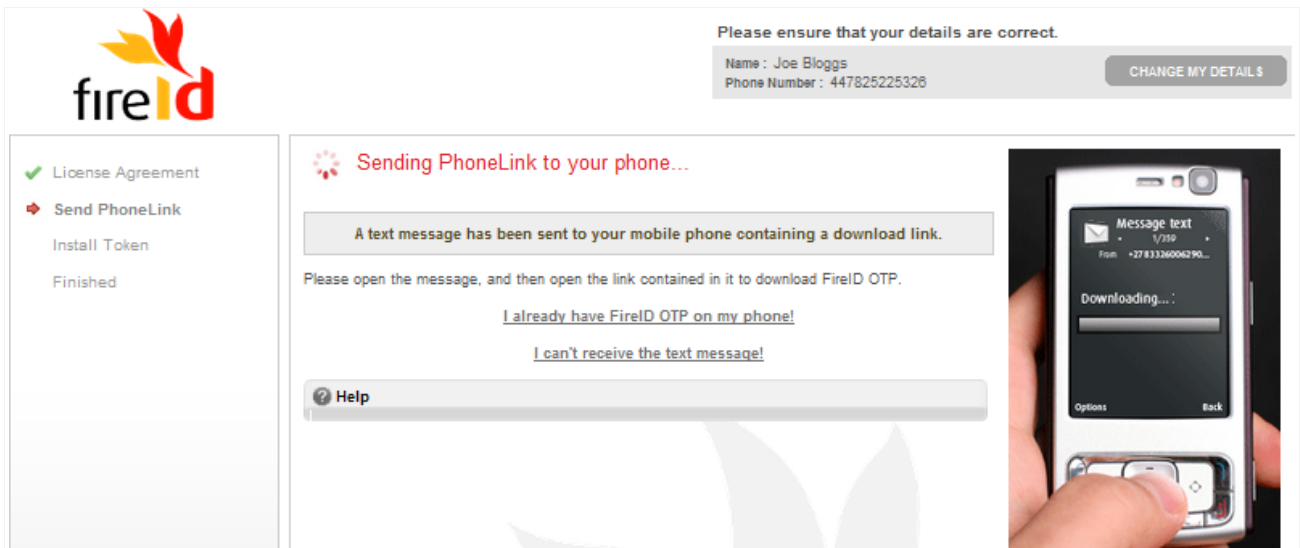 fireId
Please ensure that your details are correct.
Name : Joe Bloggs
Phone Number : 447825225326
CHANGE MY DETAILS
License Agreement
Send PhoneLink
Install Token
Finished
Sending PhoneLink to your phone...
A text message has been sent to your mobile phone containing a download link.
Please open the message, and then open the link contained in it to download FireID OTP.
I already have FireID OTP on my phone!
I can't receive the text message!
Help
Message text
1/359
From +2783326006290...
Downloading... :
Options Back